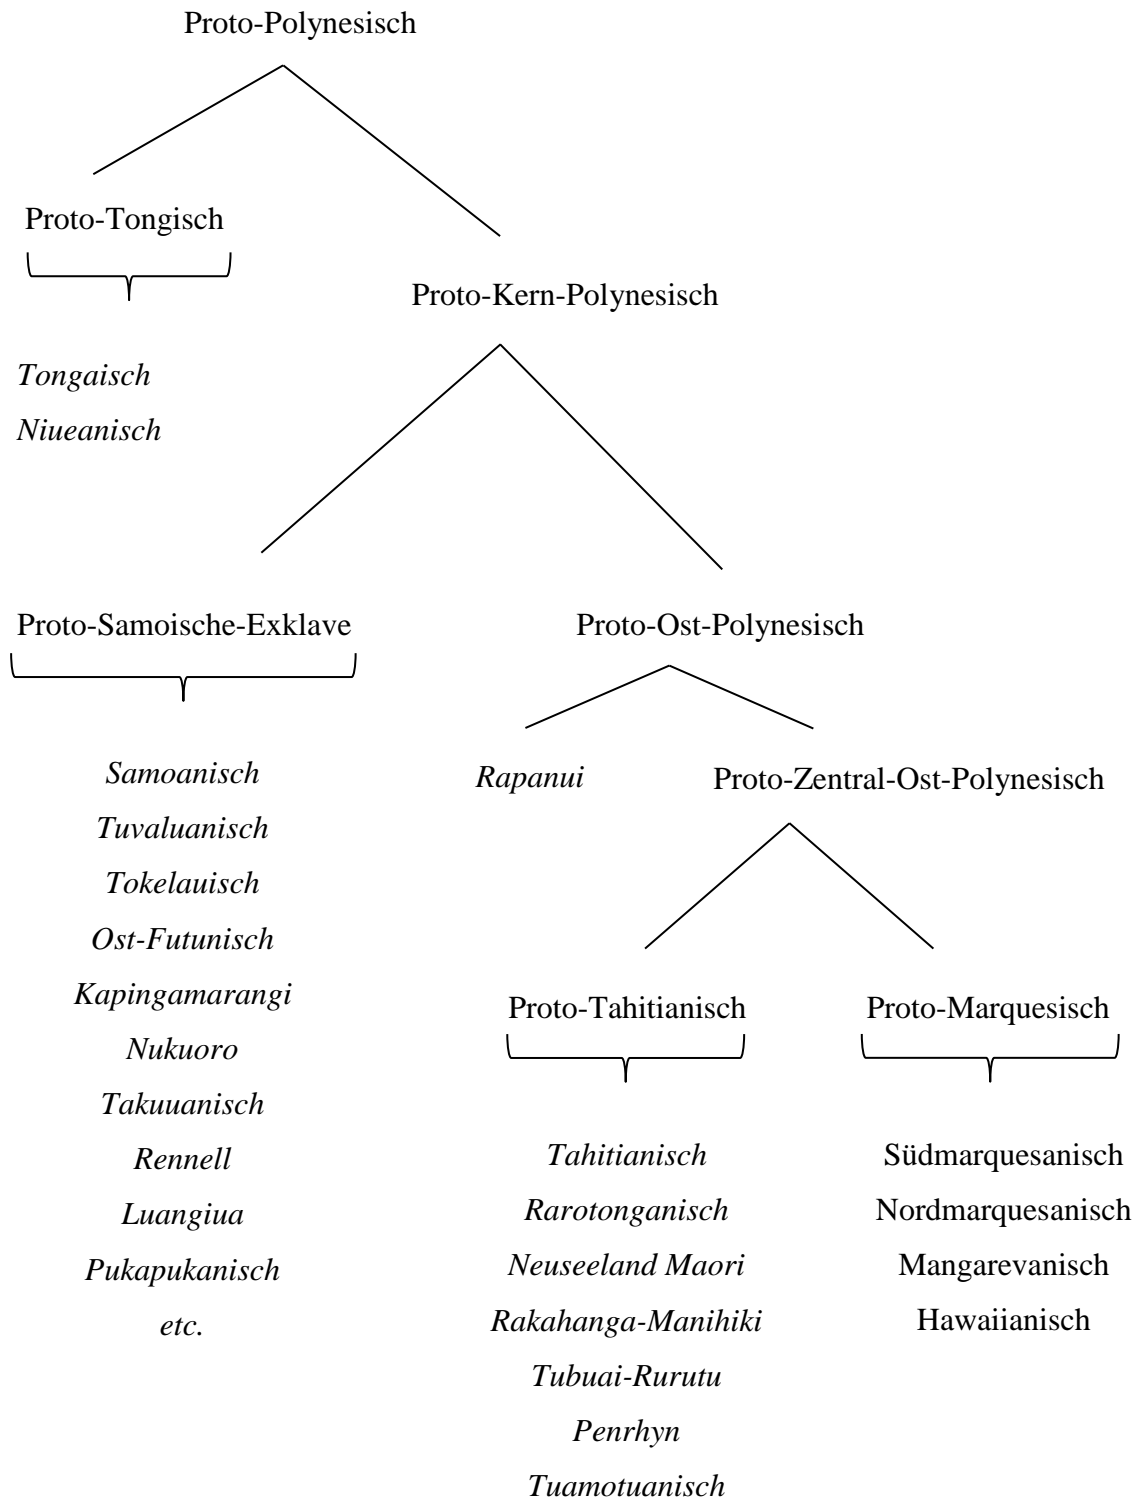 Proto-Polynesisch
Proto-Tongisch
Proto-Kern-Polynesisch
Tongaisch
Niueanisch
Proto-Samoische-Exklave
Proto-Ost-Polynesisch
Samoanisch
Tuvaluanisch
Tokelauisch
Ost-Futunisch
Kapingamarangi
Nukuoro
Takuuanisch
Rennell
Luangiua
Pukapukanisch
etc.
Rapanui
Proto-Zentral-Ost-Polynesisch
Proto-Tahitianisch
Proto-Marquesisch
Tahitianisch
Rarotonganisch
Neuseeland Maori
Rakahanga-Manihiki
Tubuai-Rurutu
Penrhyn
Tuamotuanisch
Südmarquesanisch
Nordmarquesanisch
Mangarevanisch
Hawaiianisch